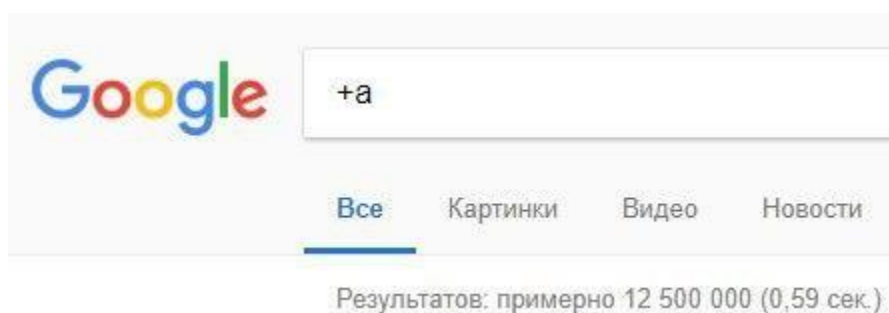 Google
+а
Все Картинки Видео Новости
Результатов: примерно 12 500 000 (0,59 сек.)